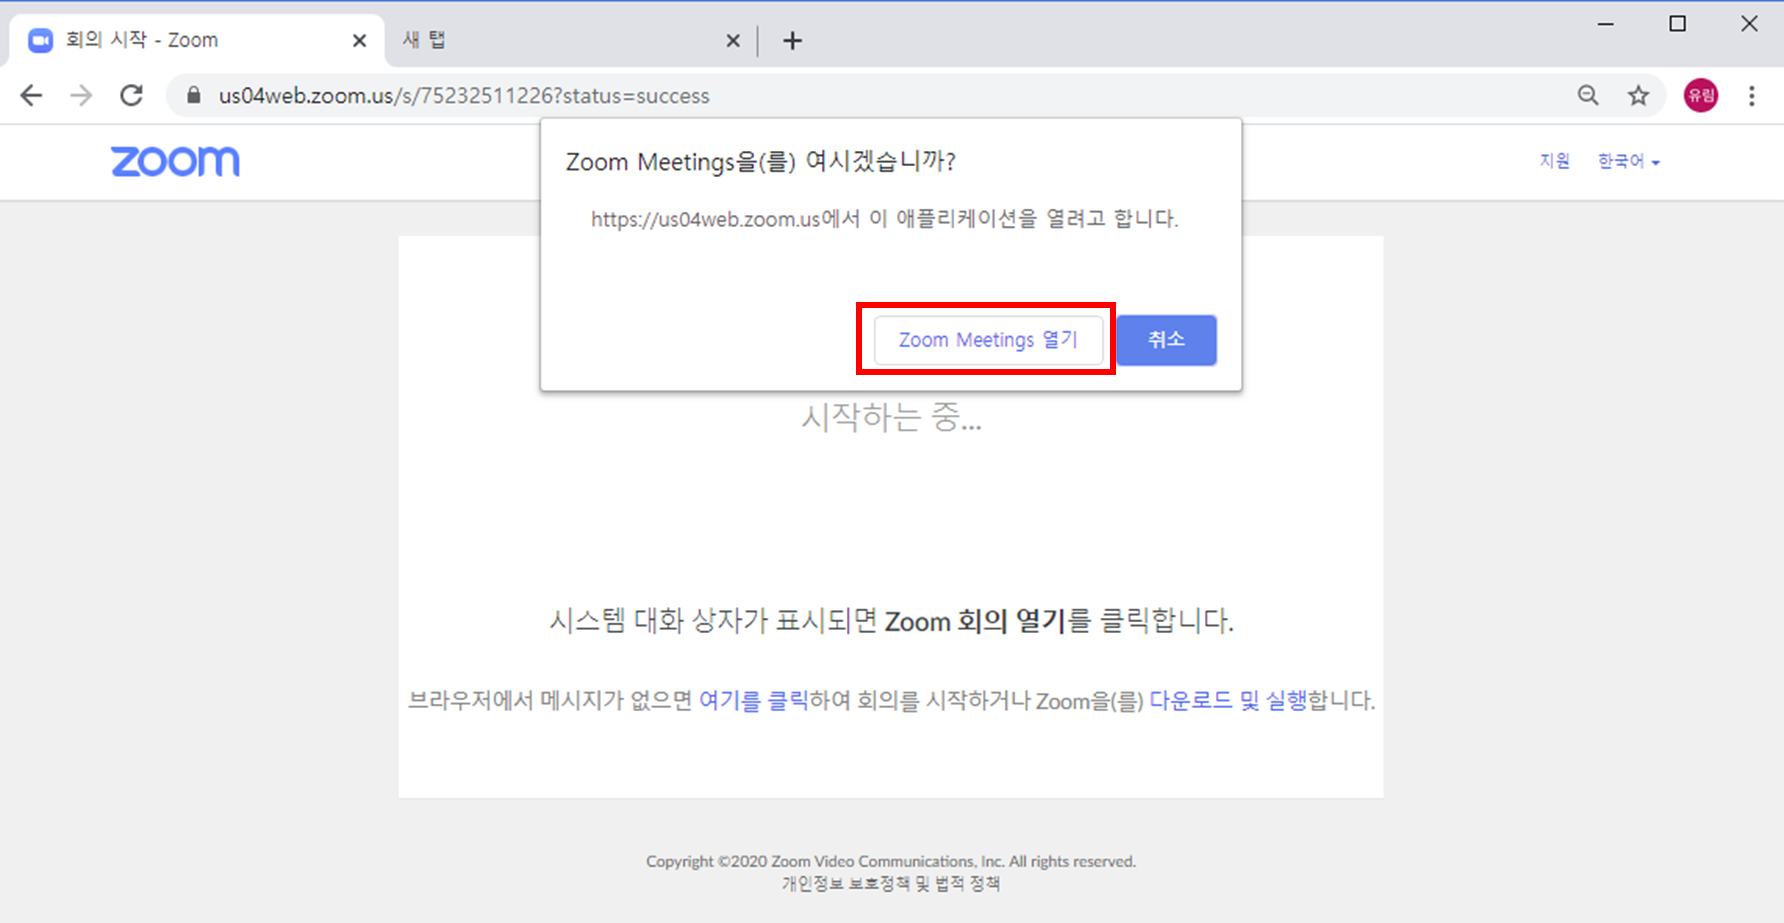 회의 시작 - Zoom
새 탭
us04web.zoom.us/s/75232511226?status=success
유림
zoom
지원
한국어
Zoom Meetings을(를) 여시겠습니까?
https://us04web.zoom.us에서 이 애플리케이션을 열려고 합니다.
Zoom Meetings 열기
취소
시작하는 중...
시스템 대화 상자가 표시되면 Zoom 회의 열기를 클릭합니다.
브라우저에서 메시지가 없으면 여기를 클릭하여 회의를 시작하거나 Zoom을(를) 다운로드 및 실행합니다.
Copyright ©2020 Zoom Video Communications, Inc. All rights reserved.
개인정보 보호정책 및 법적 정책